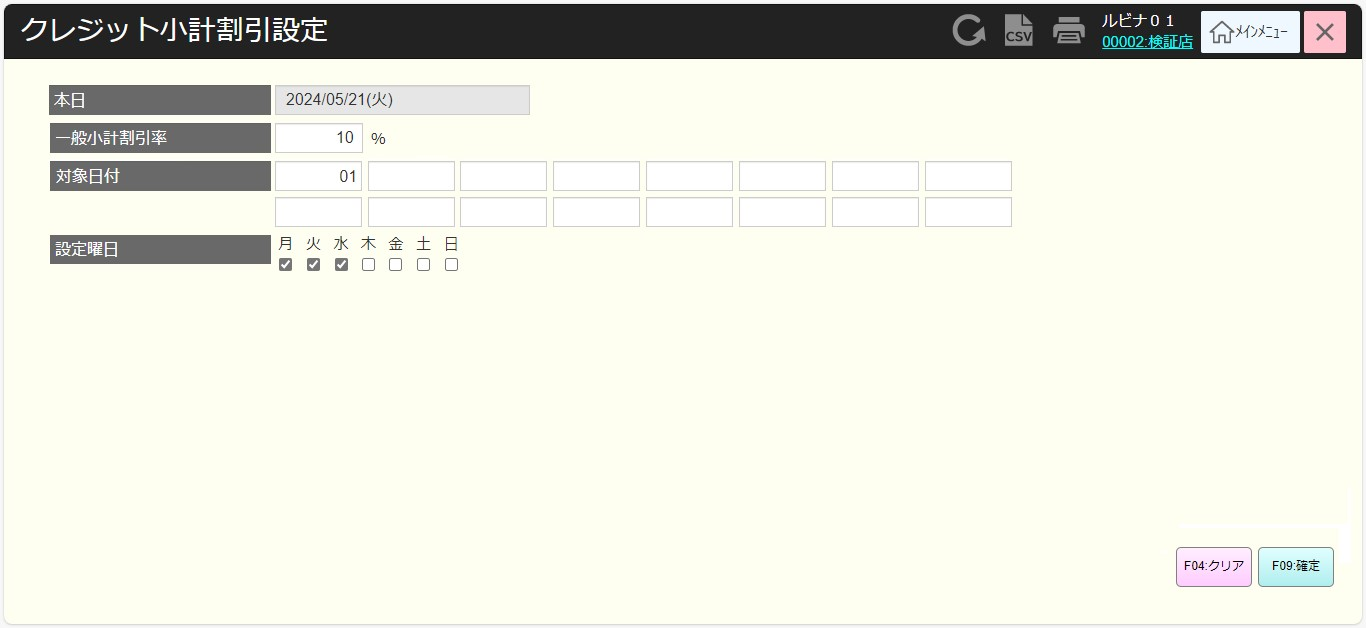 クレジット小計割引設定
CSV
ルビナ０１
00002:検証店
ﾒｲﾝﾒﾆｭｰ
本日 2024/05/21(火)
一般小計割引率 10 %
対象日付 01
設定曜日 月 火 水 木 金 土 日
F04:クリア F09:確定